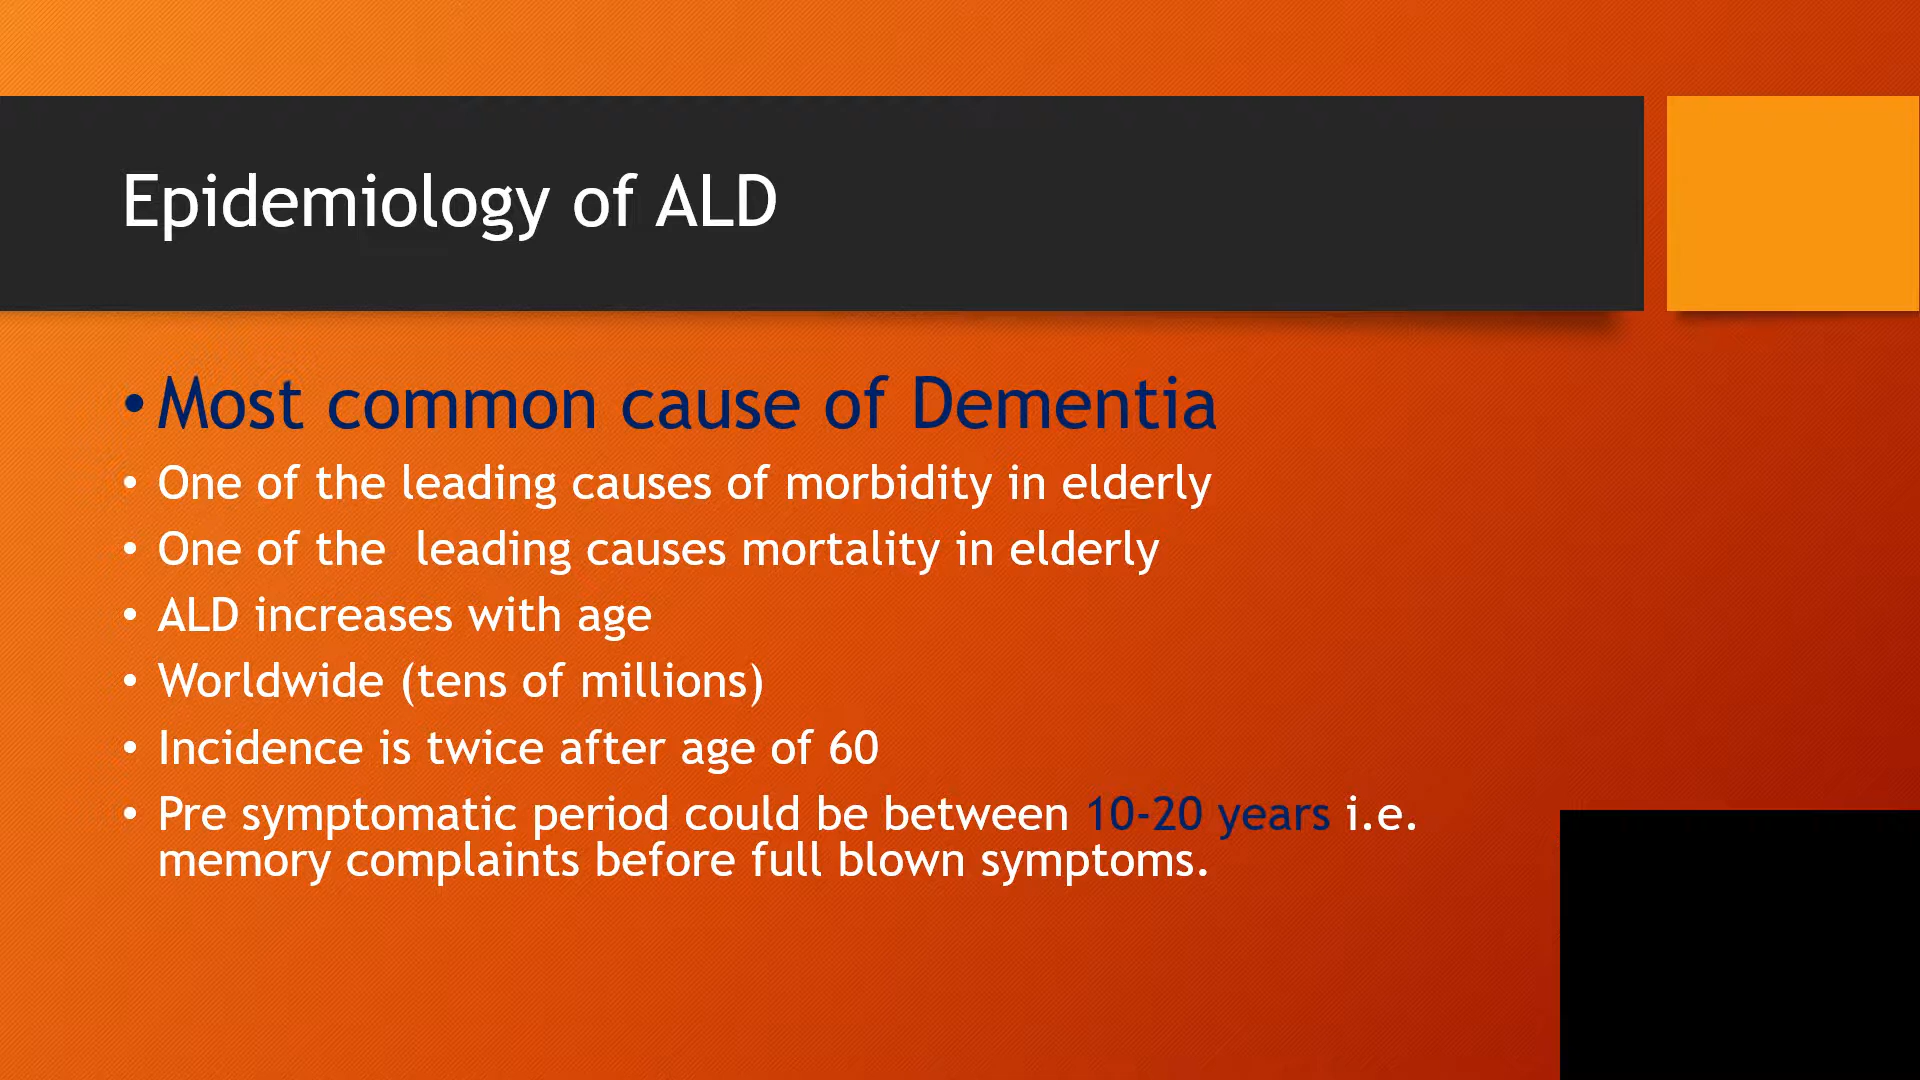 Epidemiology of ALD
• Most common cause of Dementia
• One of the leading causes of morbidity in elderly
• One of the  leading causes mortality in elderly
• ALD increases with age
• Worldwide (tens of millions)
• Incidence is twice after age of 60
• Pre symptomatic period could be between 10-20 years i.e.
memory complaints before full blown symptoms.